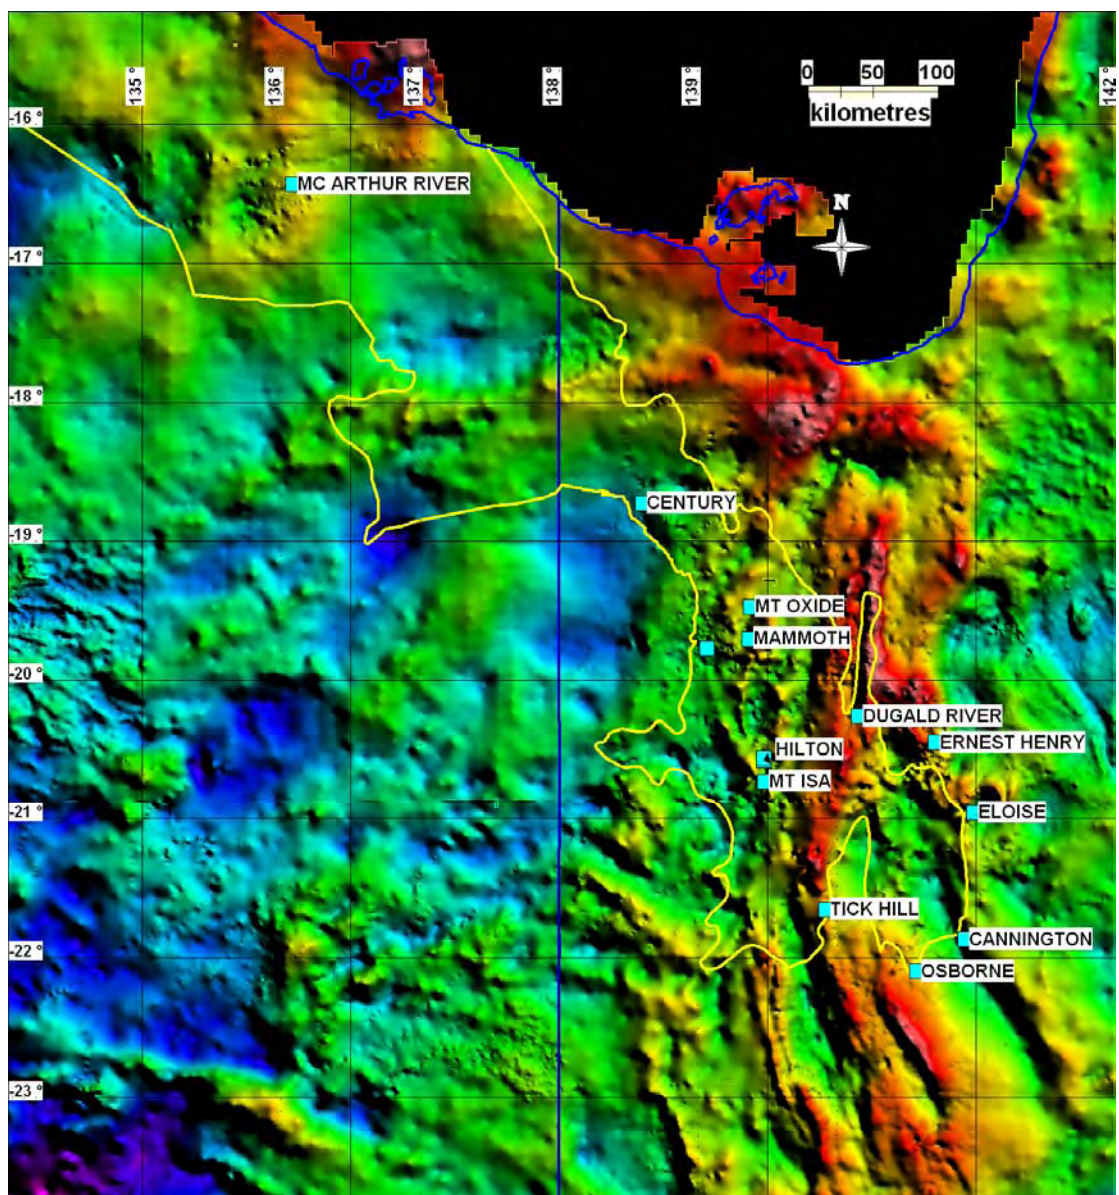 135 °
136 °
137 °
138 °
139 °
142 °
0 50 100
kilometres
-16 °
MC ARTHUR RIVER
N
-17 °
-18 °
CENTURY
-19 °
MT OXIDE
MAMMOTH
-20 °
DUGALD RIVER
ERNEST HENRY
HILTON
MT ISA
-21 °
ELOISE
TICK HILL
CANNINGTON
-22 °
OSBORNE
-23 °